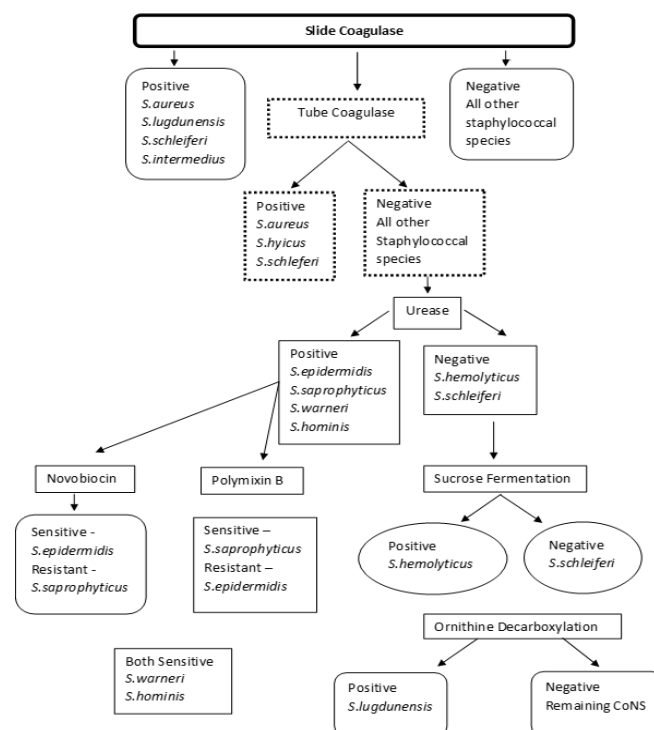 Slide Coagulase
Positive
S.aureus
S.lugdunensis
S.schleiferi
S.intermedius
Tube Coagulase
Negative
All other
staphylococcal
species
Positive
S.aureus
S.hyicus
S.schleferi
Negative
All other
Staphylococcal
species
Urease
Positive
S.epidermidis
S.saprophyticus
S.warneri
S.hominis
Negative
S.hemolyticus
S.schleiferi
Novobiocin
Polymixin B
Sucrose Fermentation
Sensitive -
S.epidermidis
Resistant -
S.saprophyticus
Sensitive –
S.saprophyticus
Resistant –
S.epidermidis
Positive
S.hemolyticus
Negative
S.schleiferi
Ornithine Decarboxylation
Both Sensitive
S.warneri
S.hominis
Positive
S.lugdunensis
Negative
Remaining CoNS